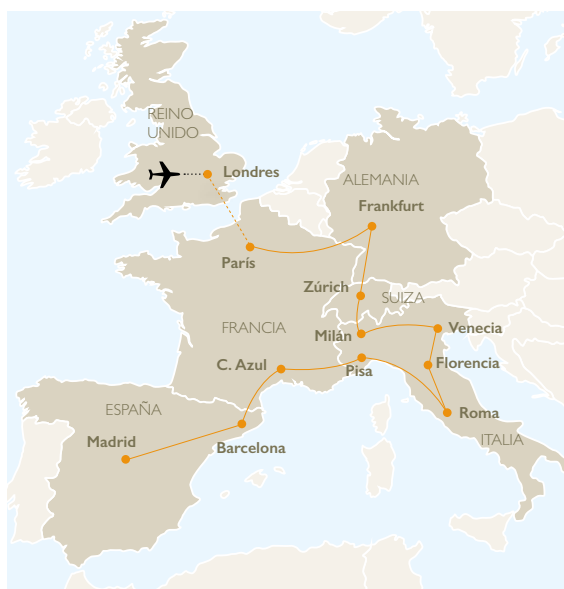 REINO
UNIDO
Londres
ALEMANIA
Frankfurt
París
Zúrich
SUIZA
FRANCIA
Milán
Venecia
C. Azul
Pisa
Florencia
ESPAÑA
Roma
Madrid
Barcelona
ITALIA